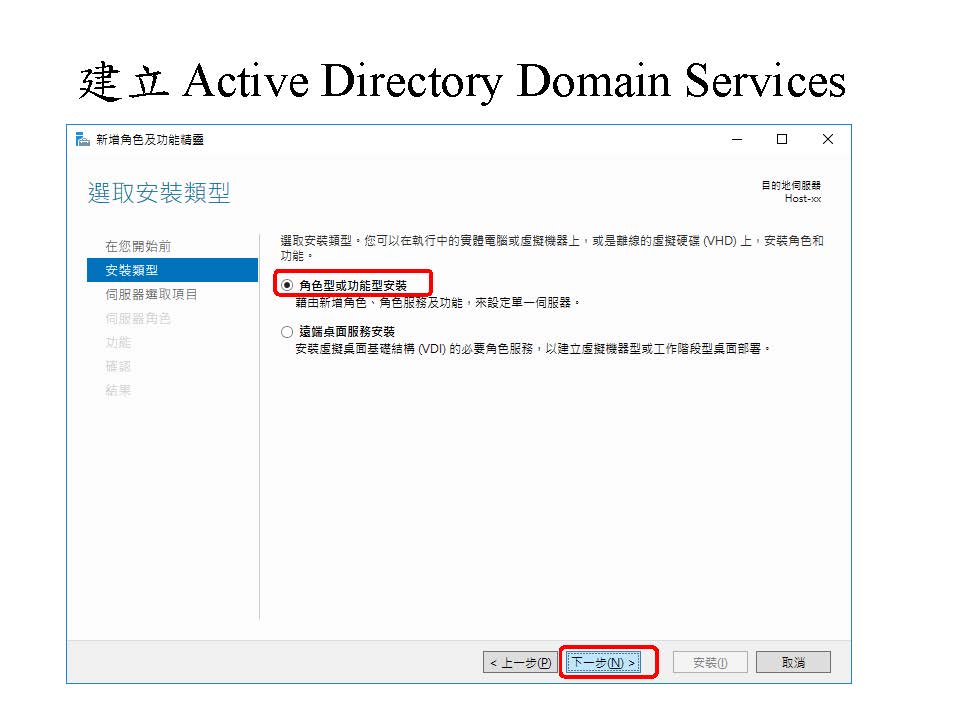 建立 Active Directory Domain Services
新增角色及功能精靈
選取安裝類型
目的地伺服器
Host-xx
在您開始前
安裝類型
伺服器選取項目
伺服器角色
功能
確認
結果
選取安裝類型。您可以在執行中的實體電腦或虛擬機器上，或是離線的虛擬硬碟 (VHD) 上，安裝角色和
功能。
角色型或功能型安裝
藉由新增角色、角色服務及功能，來設定單一伺服器。
遠端桌面服務安裝
安裝虛擬桌面基礎結構 (VDI) 的必要角色服務，以建立虛擬機器型或工作階段型桌面部署。
< 上一步(P) 下一步(N) > 安裝(I) 取消